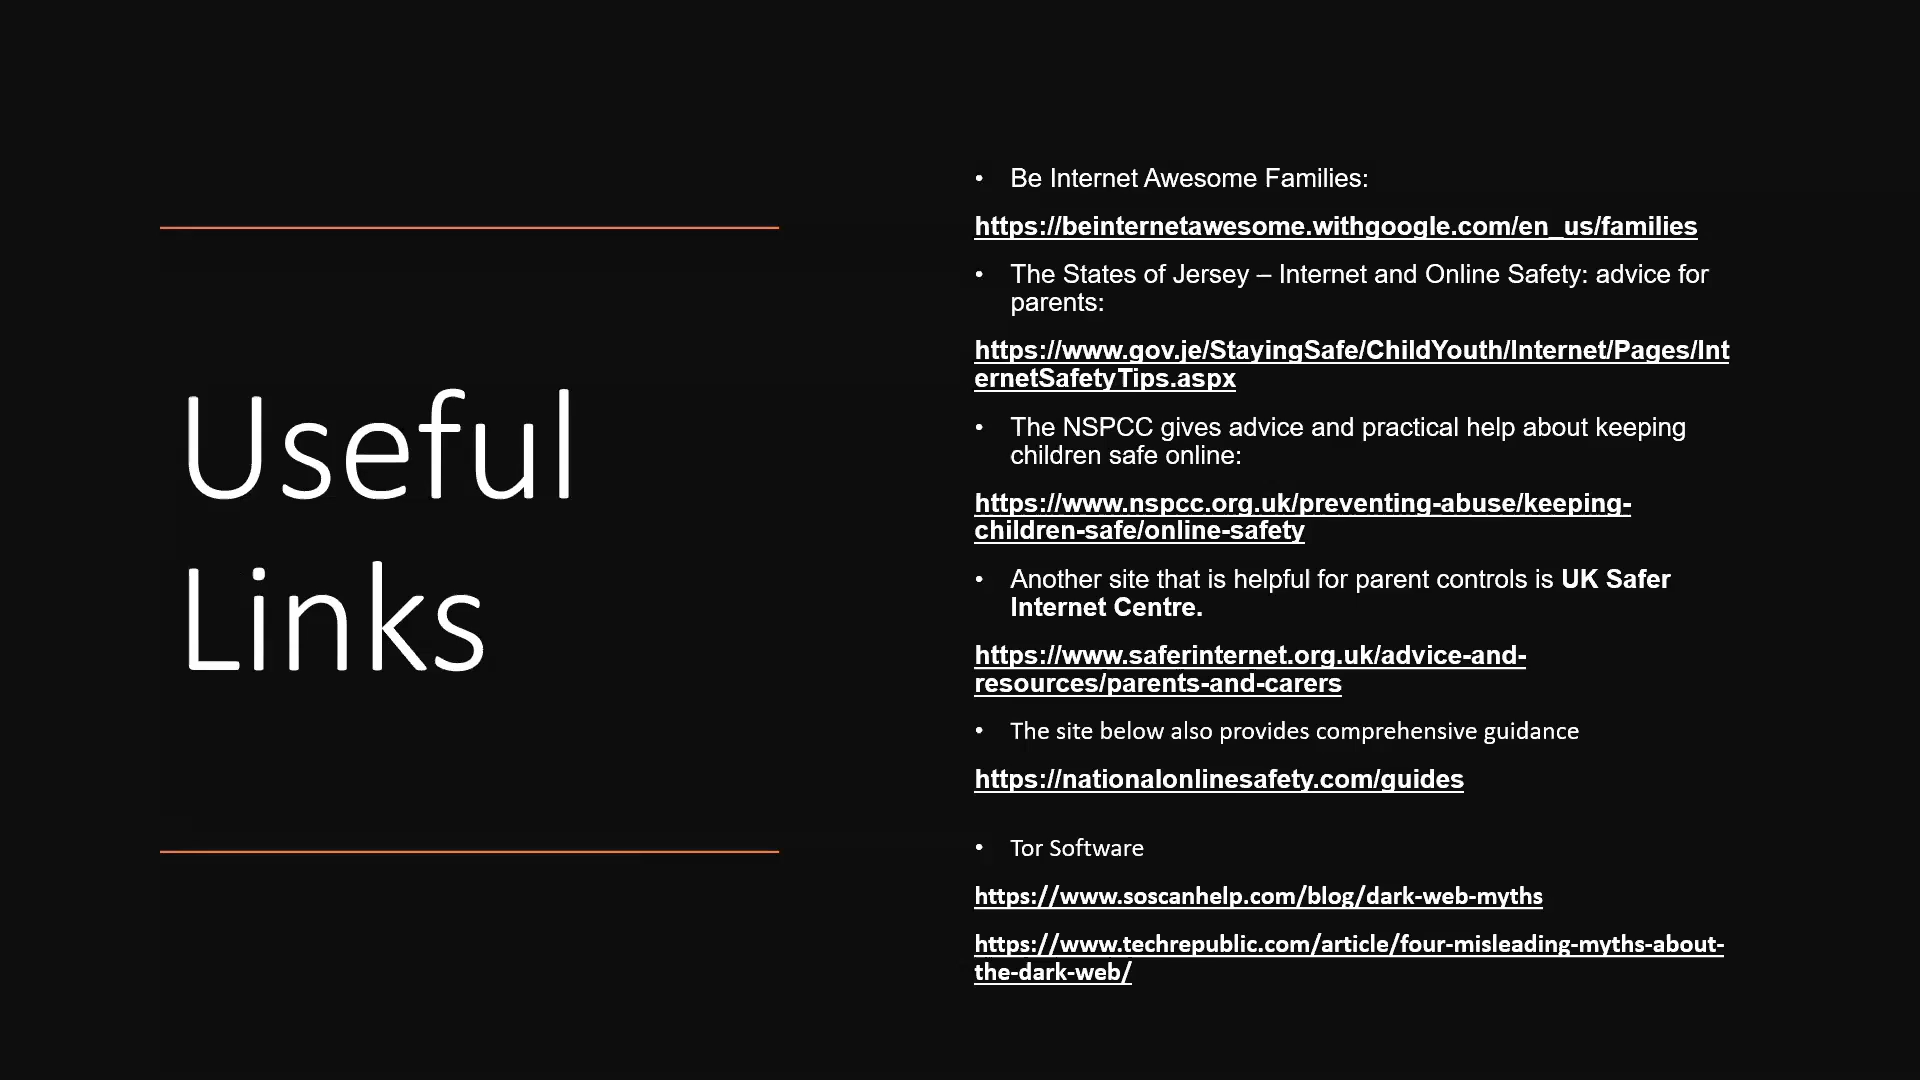 Useful
Links
• Be Internet Awesome Families:
https://beinternetawesome.withgoogle.com/en_us/families
• The States of Jersey – Internet and Online Safety: advice for
parents:
https://www.gov.je/StayingSafe/ChildYouth/Internet/Pages/Int
ernetSafetyTips.aspx
• The NSPCC gives advice and practical help about keeping
children safe online:
https://www.nspcc.org.uk/preventing-abuse/keeping-
children-safe/online-safety
• Another site that is helpful for parent controls is UK Safer
Internet Centre.
https://www.saferinternet.org.uk/advice-and-
resources/parents-and-carers
• The site below also provides comprehensive guidance
https://nationalonlinesafety.com/guides
• Tor Software
https://www.soscanhelp.com/blog/dark-web-myths
https://www.techrepublic.com/article/four-misleading-myths-about-
the-dark-web/